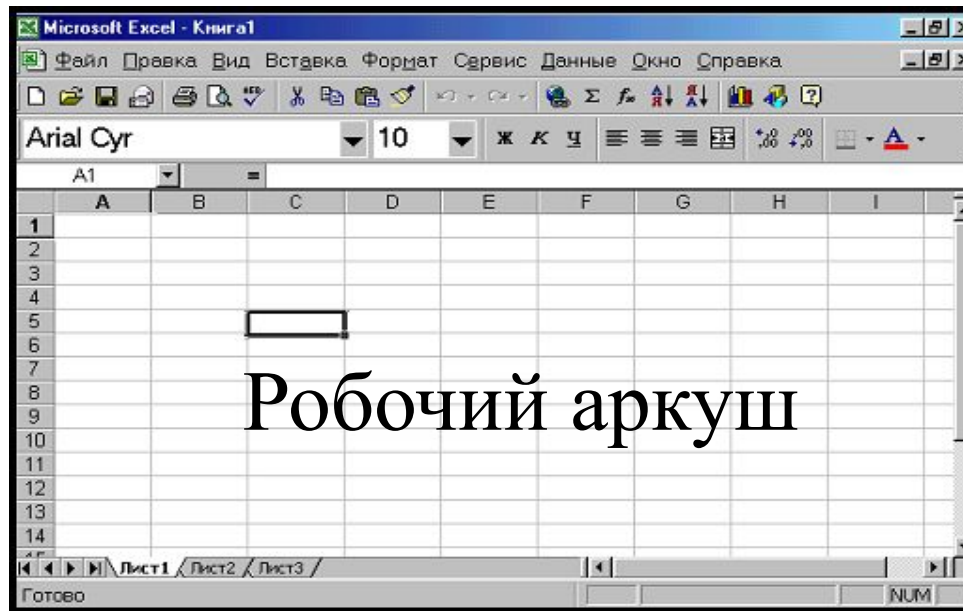 Microsoft Excel - Книга1
Файл Правка Вид Вставка Формат Сервис Данные Окно Справка
Arial Cyr 10 Ж К Ч
A1 =
A B C D E F G H I
1
2
3
4
5
6
7
8
9
10
11
12
13
14
Робочий аркуш
Лист1 Лист2 Лист3
Готово NUM